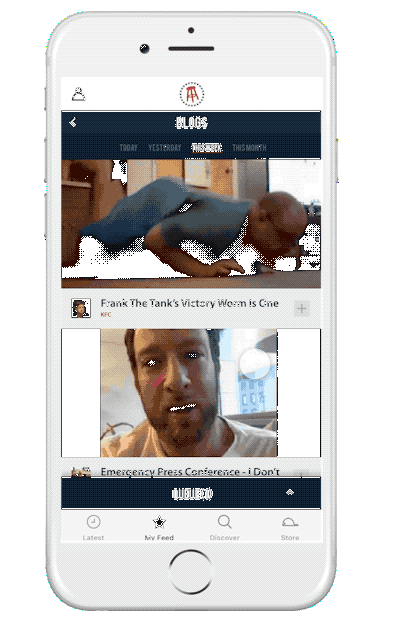 BLOGS
TODAY YESTERDAY THIS WEEK THIS MONTH
Frank The Tank's Victory Worm Is One
KFC
Emergency Press Conference - I Don't
Latest My Feed Discover Store